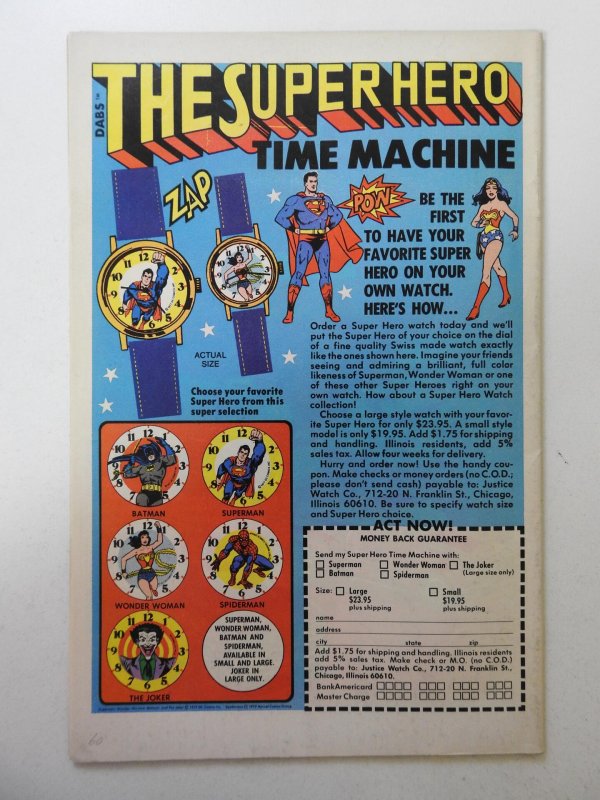 DABS™
THE SUPER HERO
TIME MACHINE
ZAP
POW
BE THE
FIRST
TO HAVE YOUR
FAVORITE SUPER
HERO ON YOUR
OWN WATCH.
HERE'S HOW...
ACTUAL
SIZE
Choose your favorite
Super Hero from this
super selection
Order a Super Hero watch today and we'll
put the Super Hero of your choice on the dial
of a fine quality Swiss made watch exactly
like the ones shown here. Imagine your friends
seeing and admiring a brilliant, full color
likeness of Superman, Wonder Woman or one
of these other Super Heroes right on your
own watch. How about a Super Hero Watch
collection!
Choose a large style watch with your favor-
ite Super Hero for only $23.95. A small style
model is only $19.95. Add $1.75 for shipping
and handling. Illinois residents, add 5%
sales tax. Allow four weeks for delivery.
Hurry and order now! Use the handy cou-
pon. Make checks or money orders (no C.O.D.;
please don't send cash) payable to: Justice
Watch Co., 712-20 N. Franklin St., Chicago,
Illinois 60610. Be sure to specify watch size
and Super Hero choice.
BATMAN
SUPERMAN
WONDER WOMAN
SPIDERMAN
THE JOKER
SUPERMAN,
WONDER WOMAN,
BATMAN AND
SPIDERMAN,
AVAILABLE IN
SMALL AND LARGE.
JOKER IN
LARGE ONLY.
ACT NOW!
MONEY BACK GUARANTEE
Send my Super Hero Time Machine with:
Superman Wonder Woman The Joker
Batman Spiderman (Large size only)
Size: Large Small
$23.95 $19.95
plus shipping plus shipping
name
address
city state zip
Add $1.75 for shipping and handling. Illinois residents
add 5% sales tax. Make check or M.O. (no C.O.D.)
payable to: Justice Watch Co., 712-20 N. Franklin St.,
Chicago, Illinois 60610.
BankAmericard
Master Charge
60